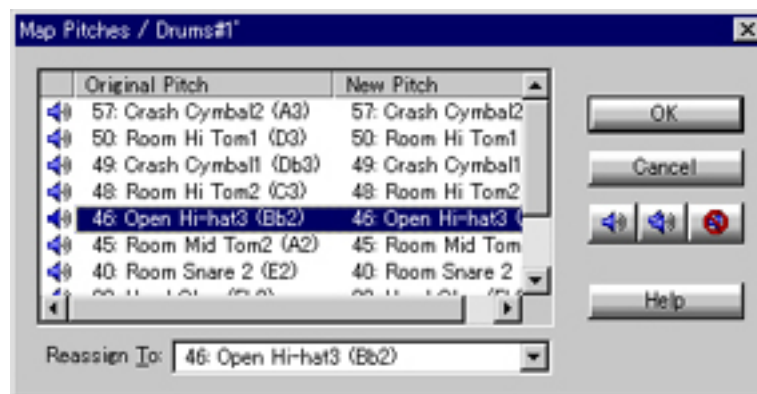 Map Pitches / Drums#1"
Original Pitch New Pitch
57: Crash Cymbal2 (A3) 57: Crash Cymbal2
50: Room Hi Tom1 (D3) 50: Room Hi Tom1
49: Crash Cymbal1 (Db3) 49: Crash Cymbal1
48: Room Hi Tom2 (C3) 48: Room Hi Tom2
46: Open Hi-hat3 (Bb2) 46: Open Hi-hat3 (
45: Room Mid Tom2 (A2) 45: Room Mid Tom
40: Room Snare 2 (E2) 40: Room Snare 2
OK
Cancel
Help
Reassign To: 46: Open Hi-hat3 (Bb2)